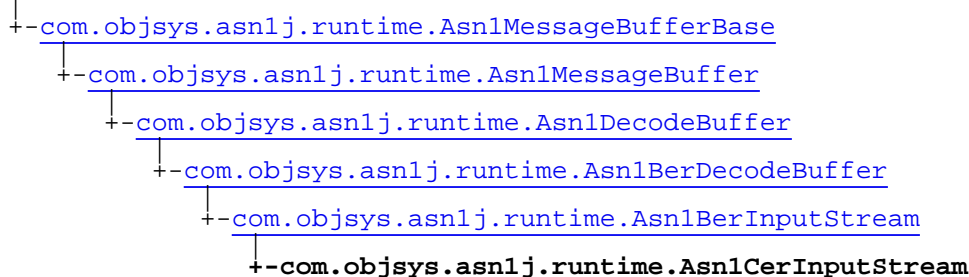 +-com.objsys.asn1j.runtime.Asn1MessageBufferBase
+-com.objsys.asn1j.runtime.Asn1MessageBuffer
+-com.objsys.asn1j.runtime.Asn1DecodeBuffer
+-com.objsys.asn1j.runtime.Asn1BerDecodeBuffer
+-com.objsys.asn1j.runtime.Asn1BerInputStream
+-com.objsys.asn1j.runtime.Asn1CerInputStream